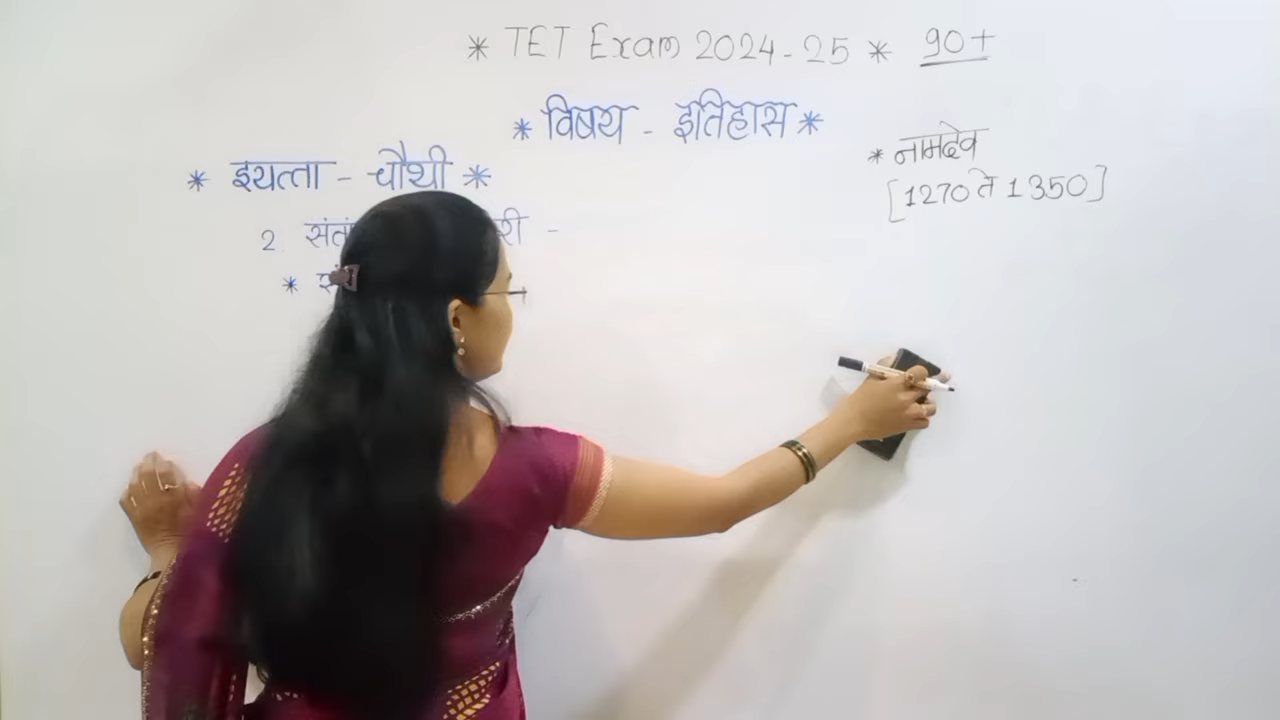 * TET Exam 2024-25 * 90+
* विषय - इतिहास *
* इयत्ता - चौथी *
* नामदेव
[1270 ते 1350]
2.
*